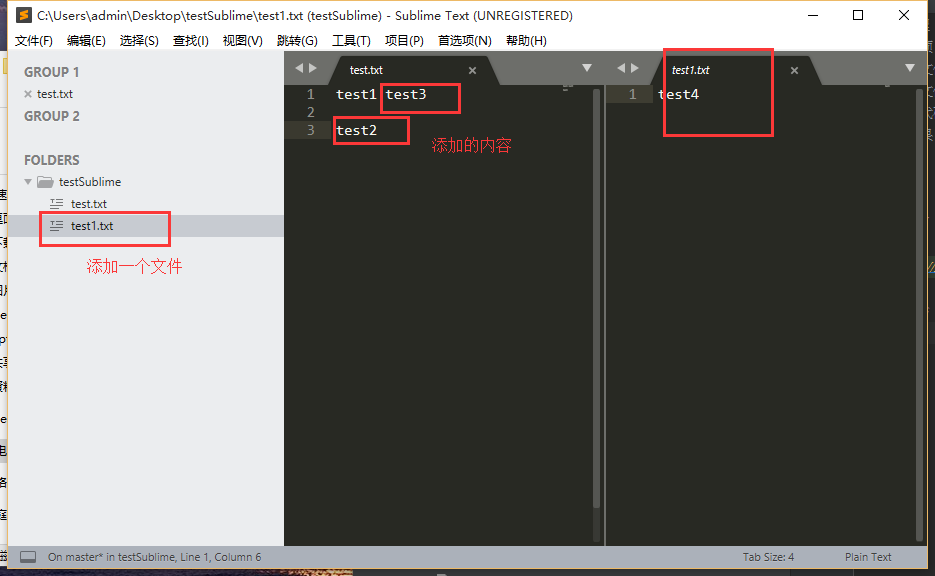 C:\Users\admin\Desktop\testSublime\test1.txt (testSublime) - Sublime Text (UNREGISTERED)
文件(F) 编辑(E) 选择(S) 查找(I) 视图(V) 跳转(G) 工具(T) 项目(P) 首选项(N) 帮助(H)
GROUP 1
test.txt
GROUP 2
FOLDERS
testSublime
test.txt
test1.txt
添加一个文件
test.txt
1 test1 test3
2
3 test2
添加的内容
test1.txt
1 test4
On master* in testSublime, Line 1, Column 6
Tab Size: 4
Plain Text